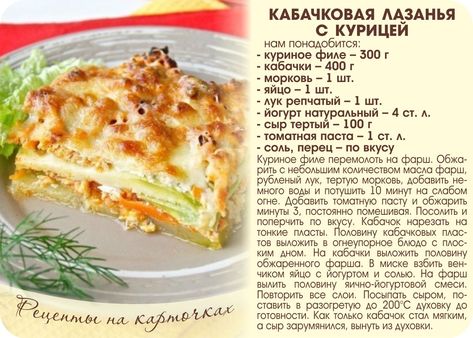 КАБАЧКОВАЯ ЛАЗАНЬЯ
С КУРИЦЕЙ
нам понадобится:
- куриное филе – 300 г
- кабачки – 400 г
- морковь – 1 шт.
- яйцо – 1 шт.
- лук репчатый – 1 шт.
- йогурт натуральный – 4 ст. л.
- сыр тертый – 100 г
- томатная паста – 1 ст. л.
- соль, перец – по вкусу
Куриное филе перемолоть на фарш. Обжа-
рить с небольшим количеством масла фарш,
рубленый лук, тертую морковь, добавить не-
много воды и потушить 10 минут на слабом
огне. Добавить томатную пасту и обжарить
минуты 3, постоянно помешивая. Посолить и
поперчить по вкусу. Кабачок нарезать на
тонкие пласты. Половину кабачковых плас-
тов выложить в огнеупорное блюдо с плос-
ким дном. На кабачки выложить половину
обжаренного фарша. В миске взбить вен-
чиком яйцо с йогуртом и солью. На фарш
вылить половину яично-йогуртовой смеси.
Повторить все слои. Посыпать сыром, по-
ставить в разогретую до 200°С духовку до
готовности. Как только кабачок стал мягким,
а сыр зарумянился, вынуть из духовки.
Рецепты на карточках